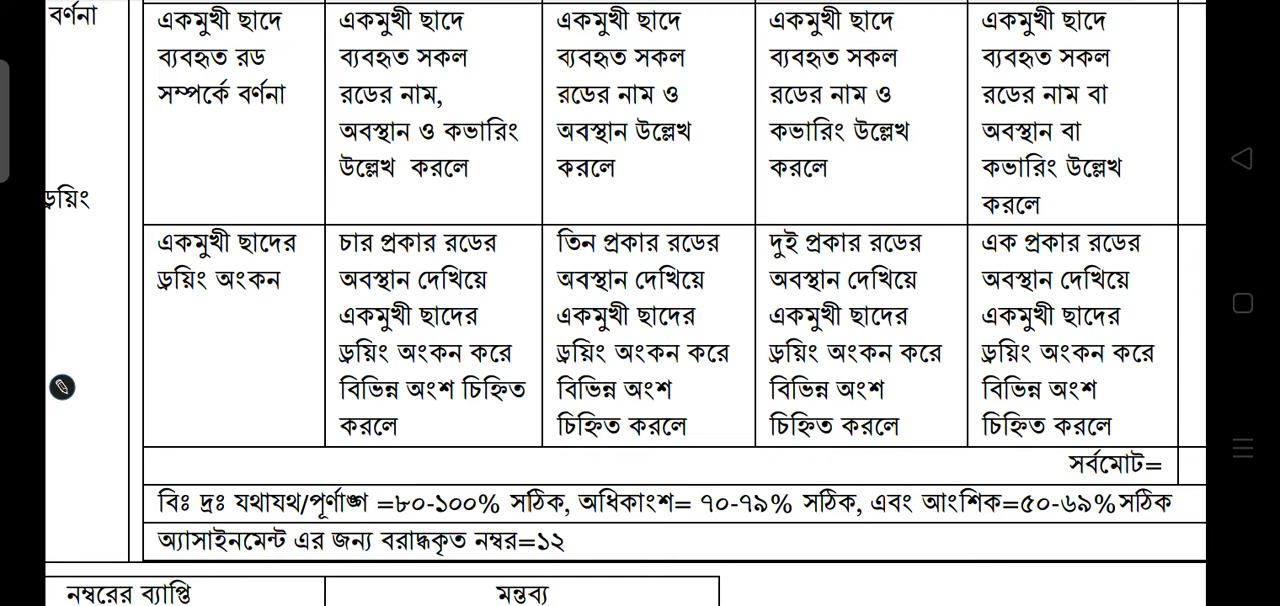 বর্ণনা
একমুখী ছাদে
ব্যবহৃত রড
সম্পর্কে বর্ণনা
একমুখী ছাদে
ব্যবহৃত সকল
রডের নাম,
অবস্থান ও কভারিং
উল্লেখ করলে
একমুখী ছাদে
ব্যবহৃত সকল
রডের নাম ও
অবস্থান উল্লেখ
করলে
একমুখী ছাদে
ব্যবহৃত সকল
রডের নাম ও
কভারিং উল্লেখ
করলে
একমুখী ছাদে
ব্যবহৃত সকল
রডের নাম বা
অবস্থান বা
কভারিং উল্লেখ
করলে
ড্রয়িং
একমুখী ছাদের
ড্রয়িং অংকন
চার প্রকার রডের
অবস্থান দেখিয়ে
একমুখী ছাদের
ড্রয়িং অংকন করে
বিভিন্ন অংশ চিহ্নিত
করলে
তিন প্রকার রডের
অবস্থান দেখিয়ে
একমুখী ছাদের
ড্রয়িং অংকন করে
বিভিন্ন অংশ
চিহ্নিত করলে
দুই প্রকার রডের
অবস্থান দেখিয়ে
একমুখী ছাদের
ড্রয়িং অংকন করে
বিভিন্ন অংশ
চিহ্নিত করলে
এক প্রকার রডের
অবস্থান দেখিয়ে
একমুখী ছাদের
ড্রয়িং অংকন করে
বিভিন্ন অংশ
চিহ্নিত করলে
সর্বমোট=
বিঃ দ্রঃ যথাযথ/পূর্ণাঙ্গ =৮০-১০০% সঠিক, অধিকাংশ= ৭০-৭৯% সঠিক, এবং আংশিক=৫০-৬৯%সঠিক
অ্যাসাইনমেন্ট এর জন্য বরাদ্ধকৃত নম্বর=১২
নম্বরের ব্যাপ্তি
মন্তব্য